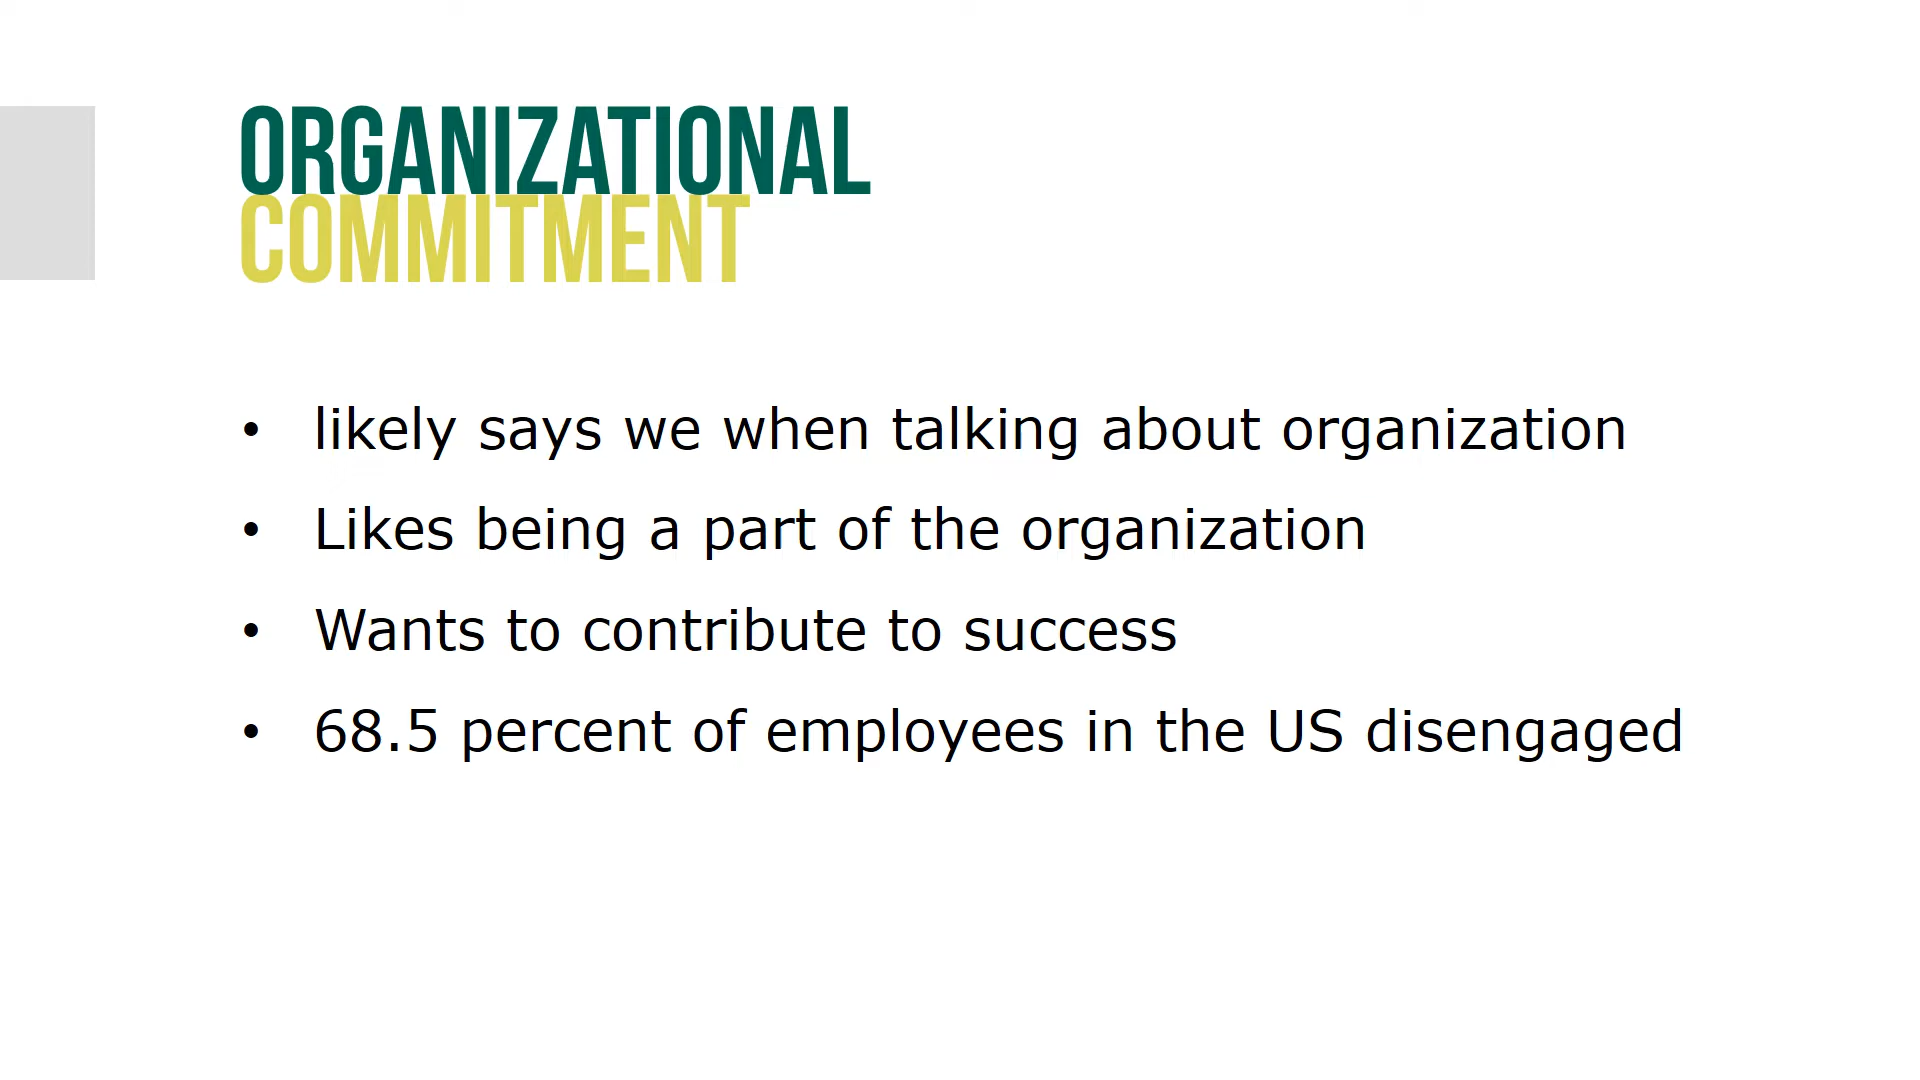 ORGANIZATIONAL
COMMITMENT
• likely says we when talking about organization
• Likes being a part of the organization
• Wants to contribute to success
• 68.5 percent of employees in the US disengaged